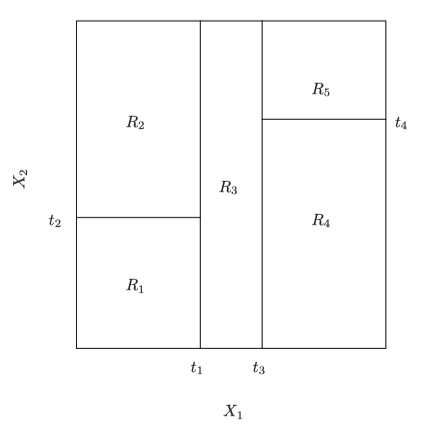 R₅
R₂
t₄
X₂
R₃
t₂
R₄
R₁
t₁
t₃
X₁